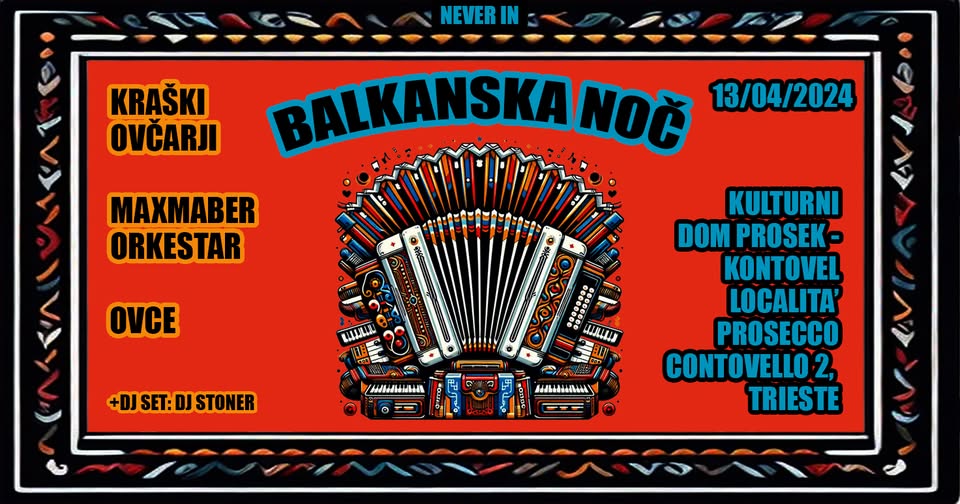 NEVER IN
BALKANSKA NOČ
KRAŠKI
OVČARJI
MAXMABER
ORKESTAR
OVCE
+DJ SET: DJ STONER
13/04/2024
KULTURNI
DOM PROSEK -
KONTOVEL
LOCALITA'
PROSECCO
CONTOVELLO 2,
TRIESTE